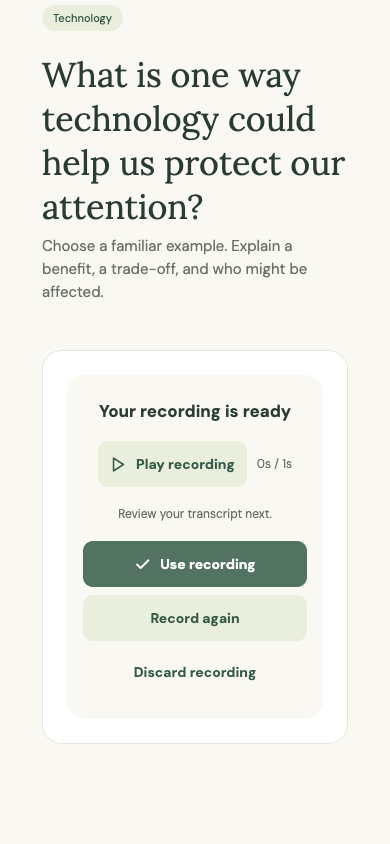 Technology
What is one way
technology could
help us protect our
attention?
Choose a familiar example. Explain a
benefit, a trade-off, and who might be
affected.
Your recording is ready
Play recording 0s / 1s
Review your transcript next.
Use recording
Record again
Discard recording